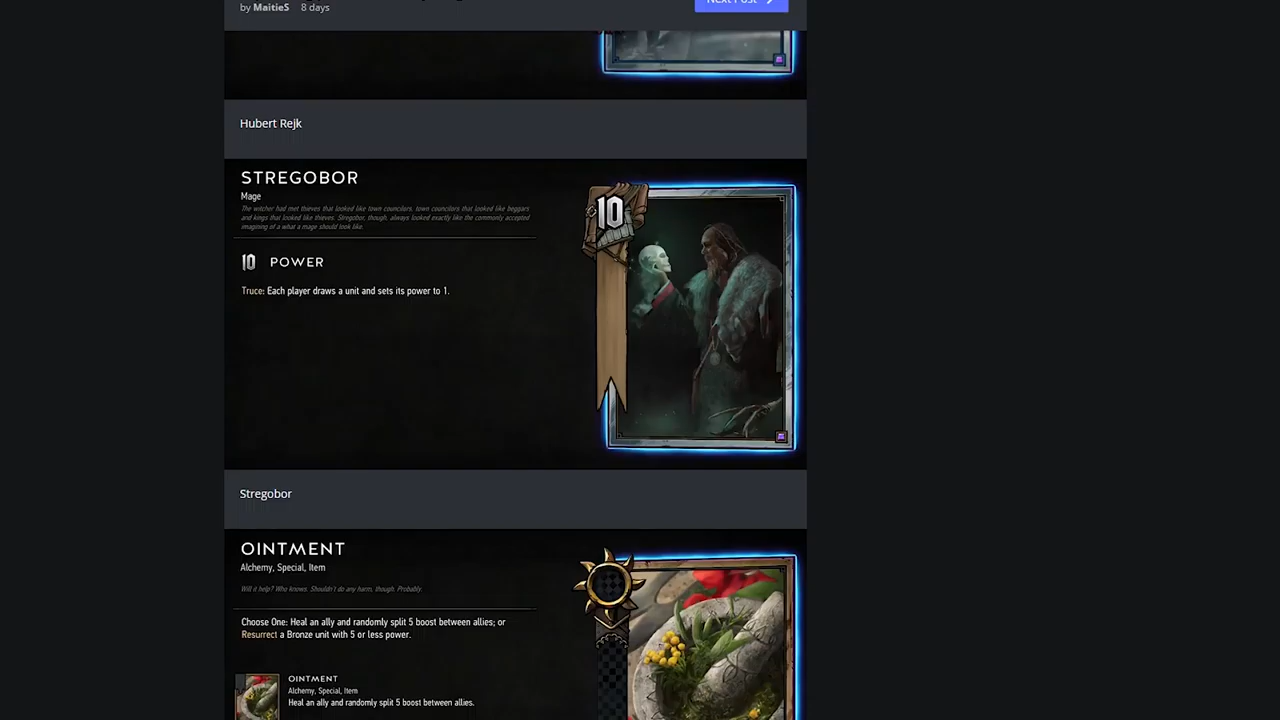 by MaitieS 8 days
Next Post
Hubert Rejk
STREGOBOR
Mage
The witcher had met thieves that looked like town councilors, town councilors that looked like beggars
and kings that looked like thieves. Stregobor, though, always looked exactly like the commonly accepted
imagining of a what a mage should look like.
10
10 POWER
Truce: Each player draws a unit and sets its power to 1.
Stregobor
OINTMENT
Alchemy, Special, Item
Will it help? Who knows. Shouldn't do any harm, though. Probably.
Choose One: Heal an ally and randomly split 5 boost between allies; or
Resurrect a Bronze unit with 5 or less power.
OINTMENT
Alchemy, Special, Item
Heal an ally and randomly split 5 boost between allies.